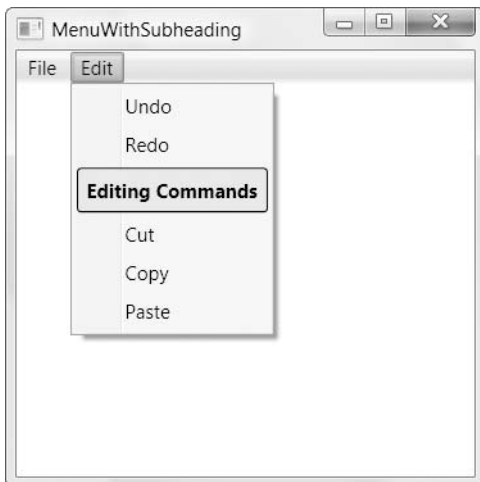 MenuWithSubheading
File Edit
Undo
Redo
Editing Commands
Cut
Copy
Paste